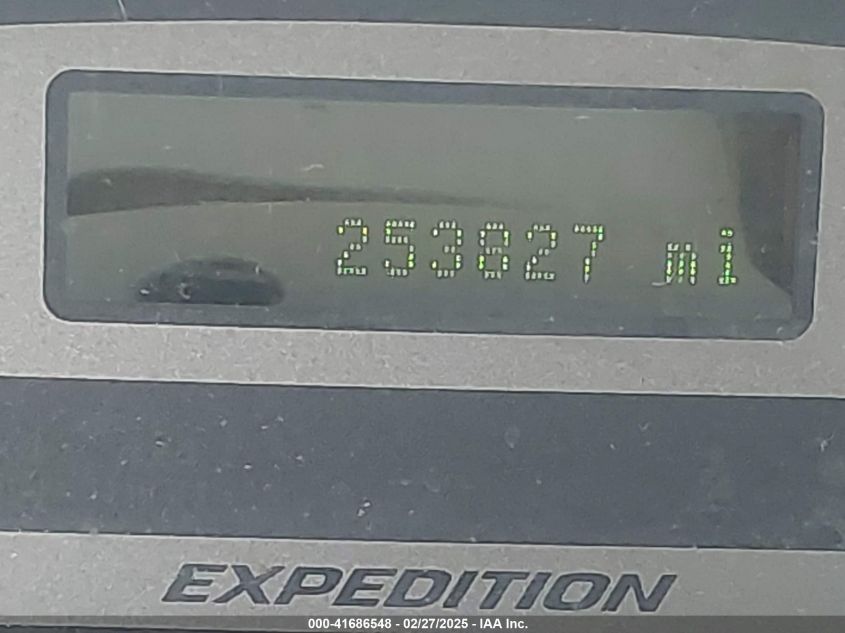 253827 mi
EXPEDITION
000-41686548 - 02/27/2025 - IAA Inc.